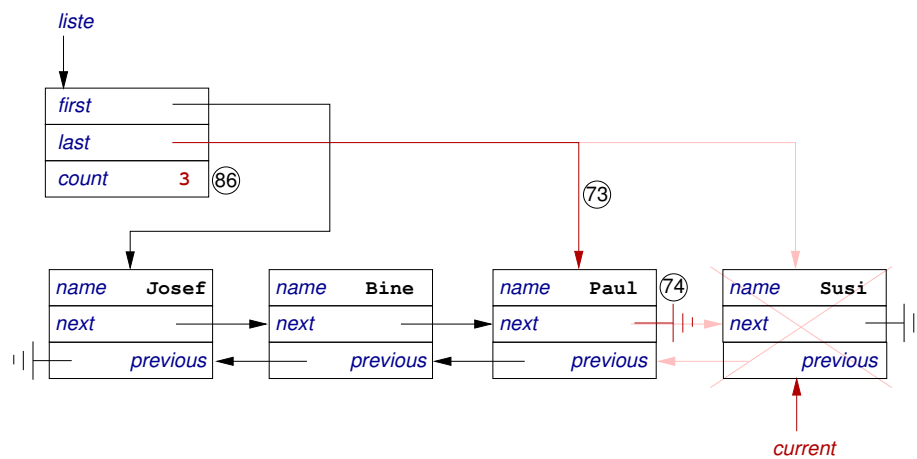 liste
first
last
count 3 86
73
name Josef name Bine name Paul 74 name Susi
next next next next
previous previous previous previous
current